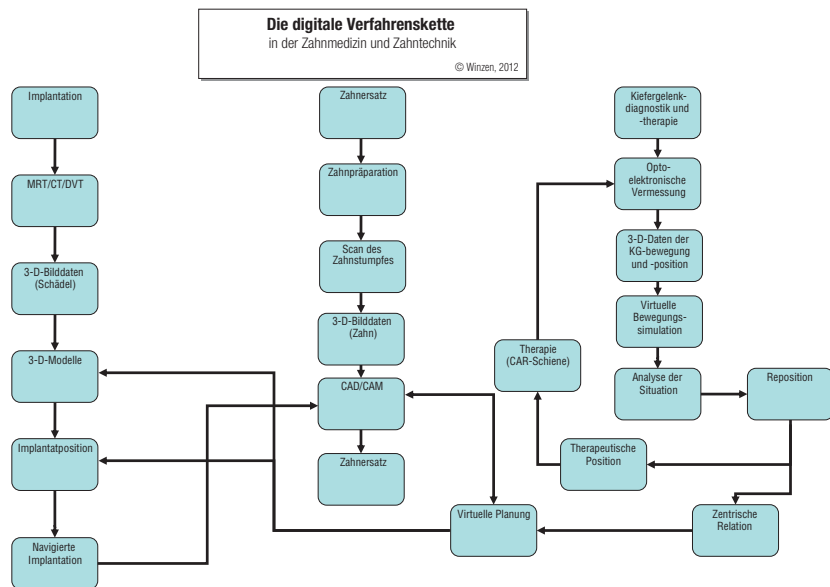 Die digitale Verfahrenskette
in der Zahnmedizin und Zahntechnik
© Winzen, 2012
Implantation
MRT/CT/DVT
3-D-Bilddaten
(Schädel)
3-D-Modelle
Implantatposition
Navigierte
Implantation
Zahnersatz
Zahnpräparation
Scan des
Zahnstumpfes
3-D-Bilddaten
(Zahn)
CAD/CAM
Zahnersatz
Kiefergelenk-
diagnostik und
-therapie
Opto-
elektronische
Vermessung
3-D-Daten der
KG-bewegung
und -position
Virtuelle
Bewegungs-
simulation
Analyse der
Situation
Reposition
Therapie
(CAR-Schiene)
Therapeutische
Position
Zentrische
Relation
Virtuelle Planung